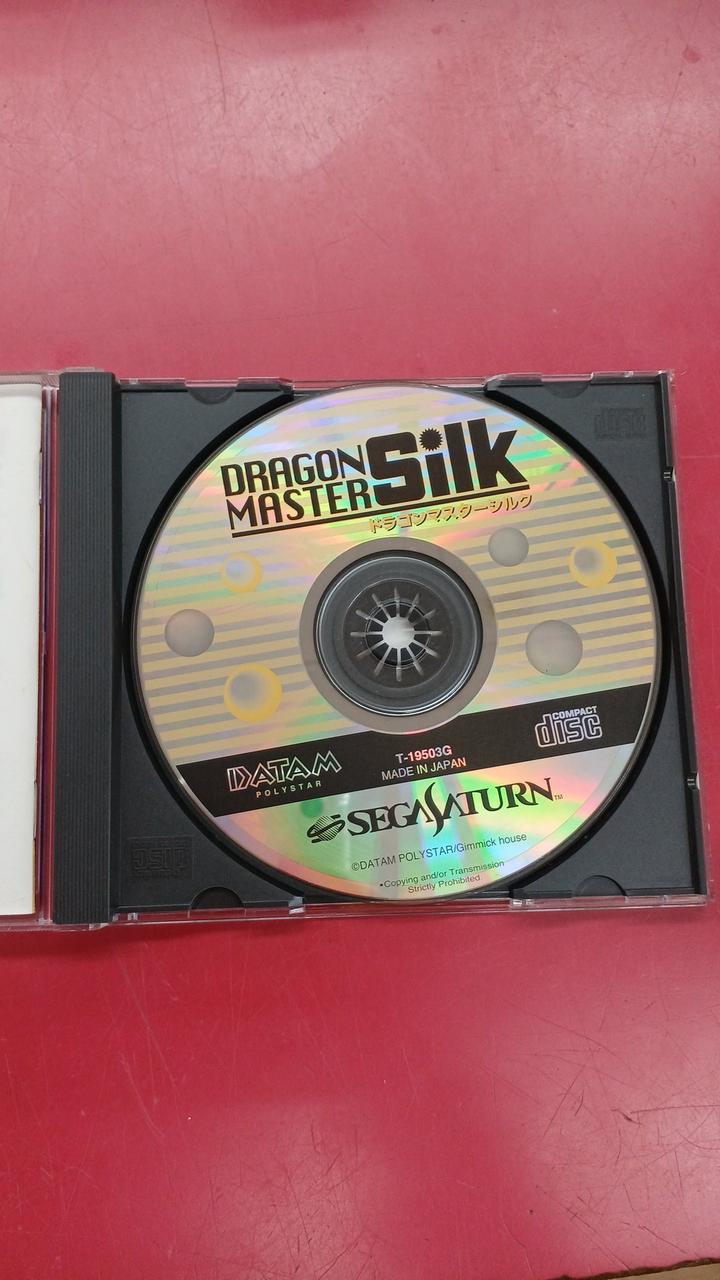 DRAGON
MASTER
Silk
ドラゴンマスターシルク
DATAM
POLYSTAR
T-19503G
MADE IN JAPAN
COMPACT
disc
SEGA SATURN™
©DATAM POLYSTAR/Gimmick house
•Copying and/or Transmission
Strictly Prohibited